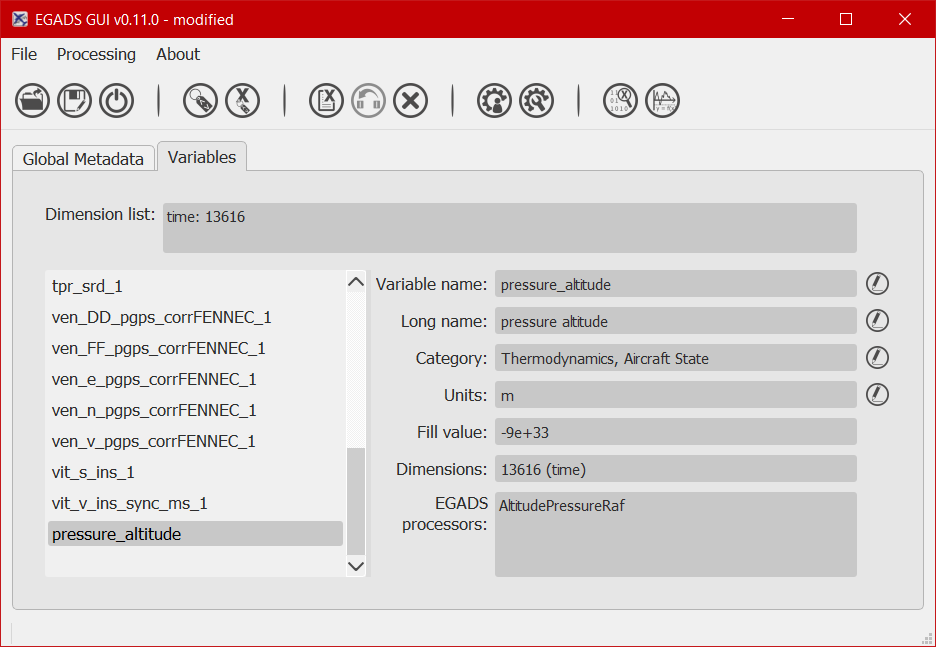 EGADS GUI v0.11.0 - modified
File Processing About
Global Metadata Variables
Dimension list: time: 13616
tpr_srd_1
ven_DD_pgps_corrFENNEC_1
ven_FF_pgps_corrFENNEC_1
ven_e_pgps_corrFENNEC_1
ven_n_pgps_corrFENNEC_1
ven_v_pgps_corrFENNEC_1
vit_s_ins_1
vit_v_ins_sync_ms_1
pressure_altitude
Variable name: pressure_altitude
Long name: pressure altitude
Category: Thermodynamics, Aircraft State
Units: m
Fill value: -9e+33
Dimensions: 13616 (time)
EGADS processors: AltitudePressureRaf